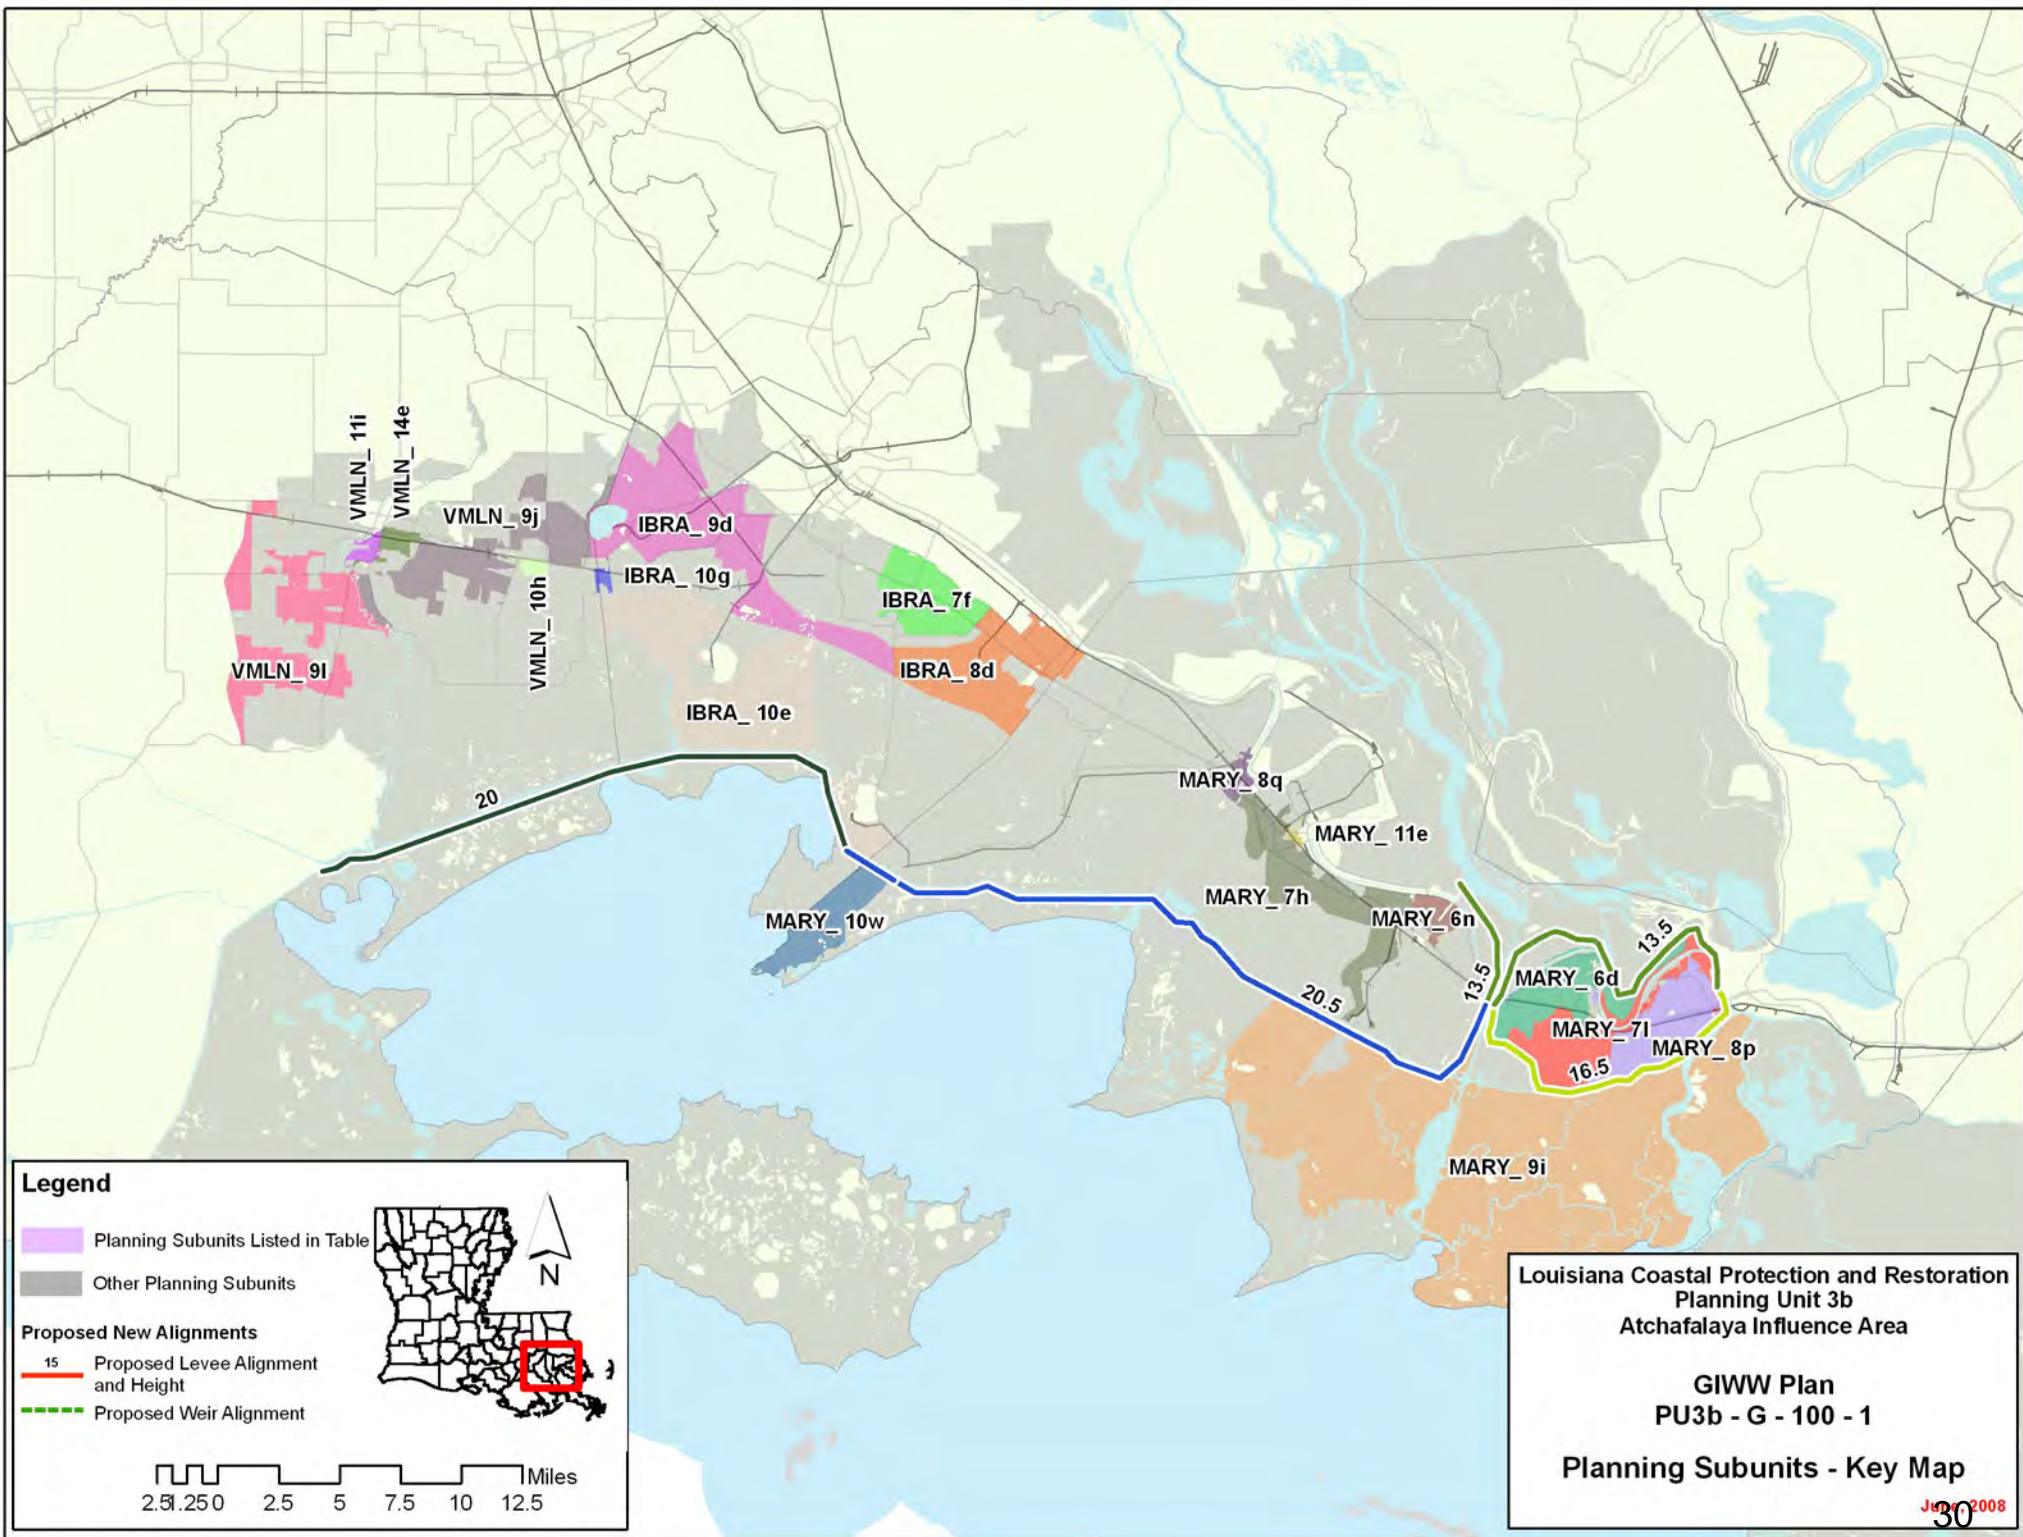 VMLN_ 11i
VMLN_ 14e
VMLN_ 9j
IBRA_ 9d
IBRA_ 10g
VMLN_ 10h
IBRA_ 7f
VMLN_ 9l
IBRA_ 8d
IBRA_ 10e
MARY_ 8q
20
MARY_ 11e
MARY_ 7h
MARY_ 10w
MARY_ 6n
13.5
MARY_ 6d
13.5
20.5
MARY_ 7l
MARY_ 8p
16.5
MARY_ 9i
Legend
Planning Subunits Listed in Table
Other Planning Subunits
Proposed New Alignments
15
Proposed Levee Alignment
and Height
Proposed Weir Alignment
N
Miles
2.51.25 0 2.5 5 7.5 10 12.5
Louisiana Coastal Protection and Restoration
Planning Unit 3b
Atchafalaya Influence Area
GIWW Plan
PU3b - G - 100 - 1
Planning Subunits - Key Map
June, 2008
30